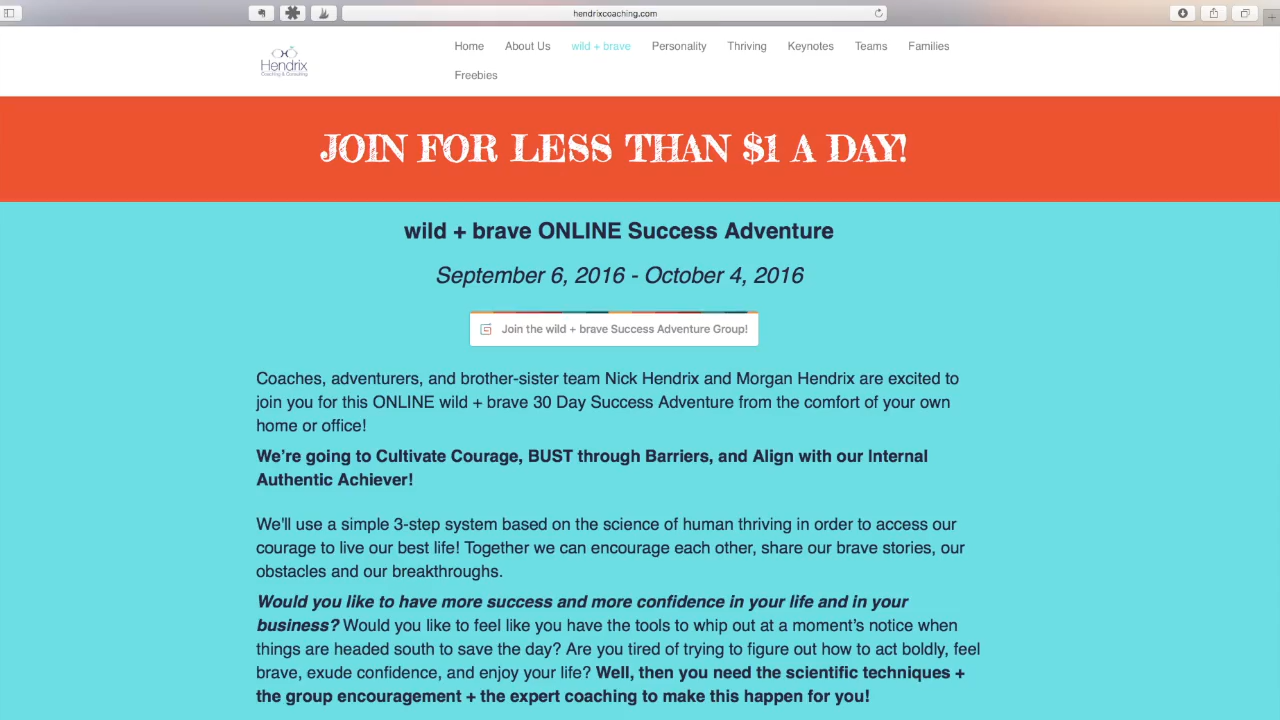 hendrixcoaching.com
Hendrix
Coaching & Consulting
Home About Us wild + brave Personality Thriving Keynotes Teams Families
Freebies
JOIN FOR LESS THAN $1 A DAY!
wild + brave ONLINE Success Adventure
September 6, 2016 - October 4, 2016
Join the wild + brave Success Adventure Group!
Coaches, adventurers, and brother-sister team Nick Hendrix and Morgan Hendrix are excited to
join you for this ONLINE wild + brave 30 Day Success Adventure from the comfort of your own
home or office!
We’re going to Cultivate Courage, BUST through Barriers, and Align with our Internal
Authentic Achiever!
We'll use a simple 3-step system based on the science of human thriving in order to access our
courage to live our best life! Together we can encourage each other, share our brave stories, our
obstacles and our breakthroughs.
Would you like to have more success and more confidence in your life and in your
business? Would you like to feel like you have the tools to whip out at a moment’s notice when
things are headed south to save the day? Are you tired of trying to figure out how to act boldly, feel
brave, exude confidence, and enjoy your life? Well, then you need the scientific techniques +
the group encouragement + the expert coaching to make this happen for you!